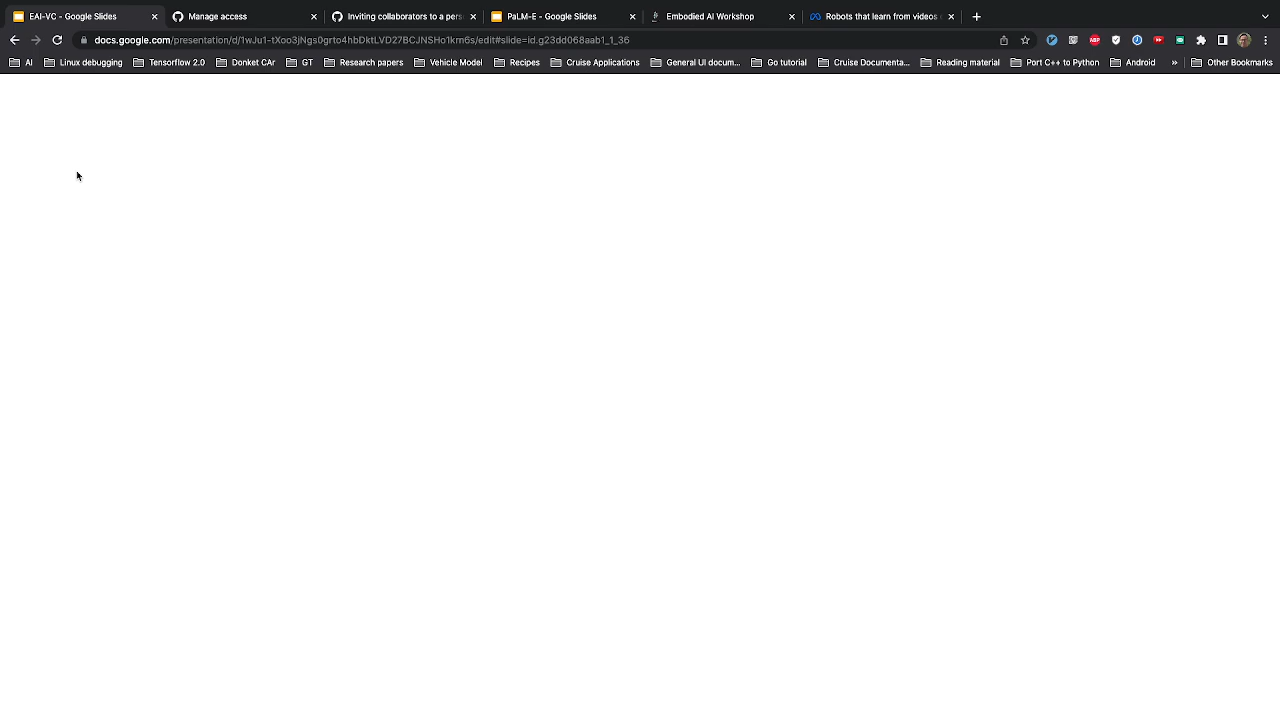 EAI-VC - Google Slides
Manage access
Inviting collaborators to a pers
PaLM-E - Google Slides
Embodied AI Workshop
Robots that learn from videos
docs.google.com/presentation/d/1wJu1-tXoo3jNgs0grto4hbDktLVD27BCJNSHo1krn6s/edit#slide=id.g23dd068aab1_1_36
ABP
AI
Linux debugging
Tensorflow 2.0
Donket CAr
GT
Research papers
Vehicle Model
Recipes
Cruise Applications
General UI docum...
Go tutorial
Cruise Documenta...
Reading material
Port C++ to Python
Android
»
Other Bookmarks